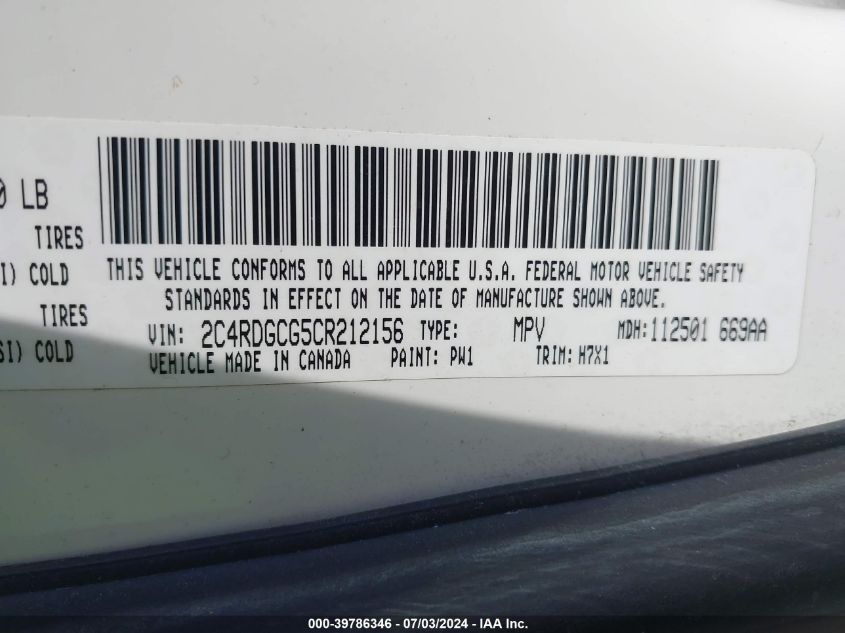 0 LB
TIRES
I) COLD
TIRES
SI) COLD
THIS VEHICLE CONFORMS TO ALL APPLICABLE U.S.A. FEDERAL MOTOR VEHICLE SAFETY
STANDARDS IN EFFECT ON THE DATE OF MANUFACTURE SHOWN ABOVE.
VIN: 2C4RDGCG5CR212156 TYPE: MPV MDH:112501 669AA
VEHICLE MADE IN CANADA PAINT: PW1 TRIM: H7X1
000-39786346 - 07/03/2024 - IAA Inc.